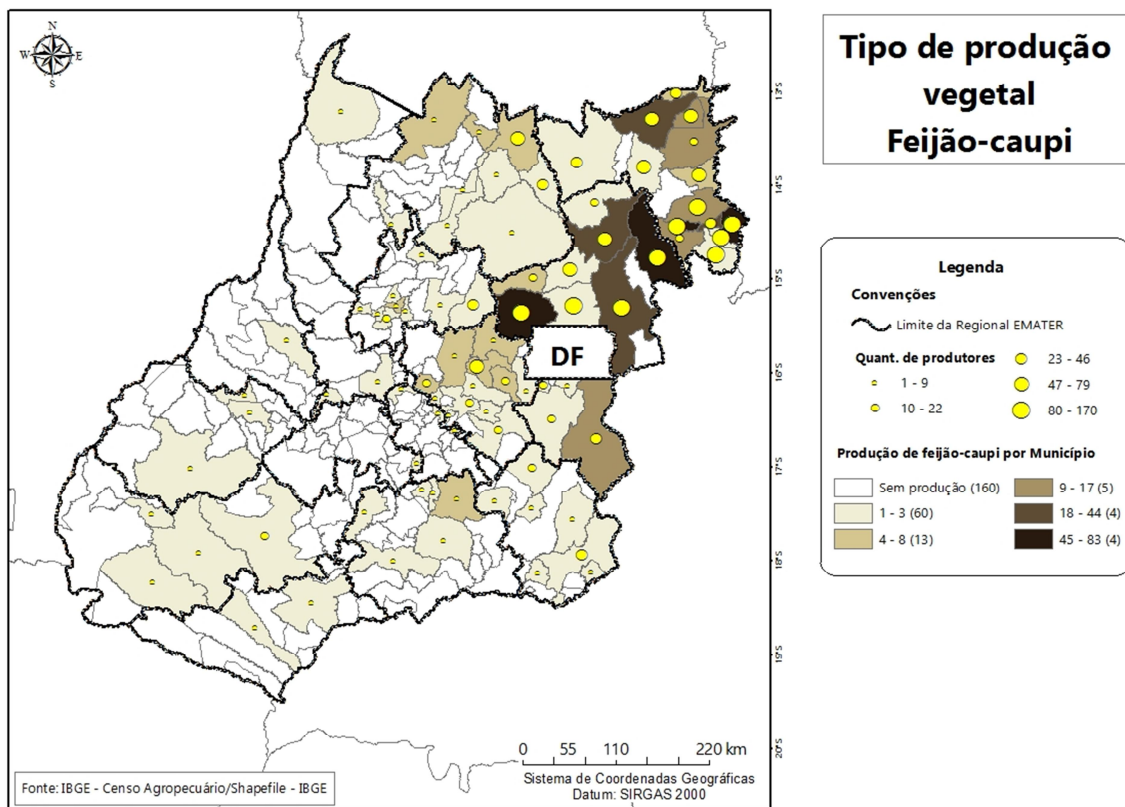 Tipo de produção
vegetal
Feijão-caupi
N
W
E
S
13°S
14°S
15°S
16°S
17°S
18°S
19°S
20°S
DF
Legenda
Convenções
Limite da Regional EMATER
Quant. de produtores
1 - 9
10 - 22
23 - 46
47 - 79
80 - 170
Produção de feijão-caupi por Município
Sem produção (160)
1 - 3 (60)
4 - 8 (13)
9 - 17 (5)
18 - 44 (4)
45 - 83 (4)
0 55 110 220 km
Sistema de Coordenadas Geográficas
Datum: SIRGAS 2000
Fonte: IBGE - Censo Agropecuário/Shapefile - IBGE